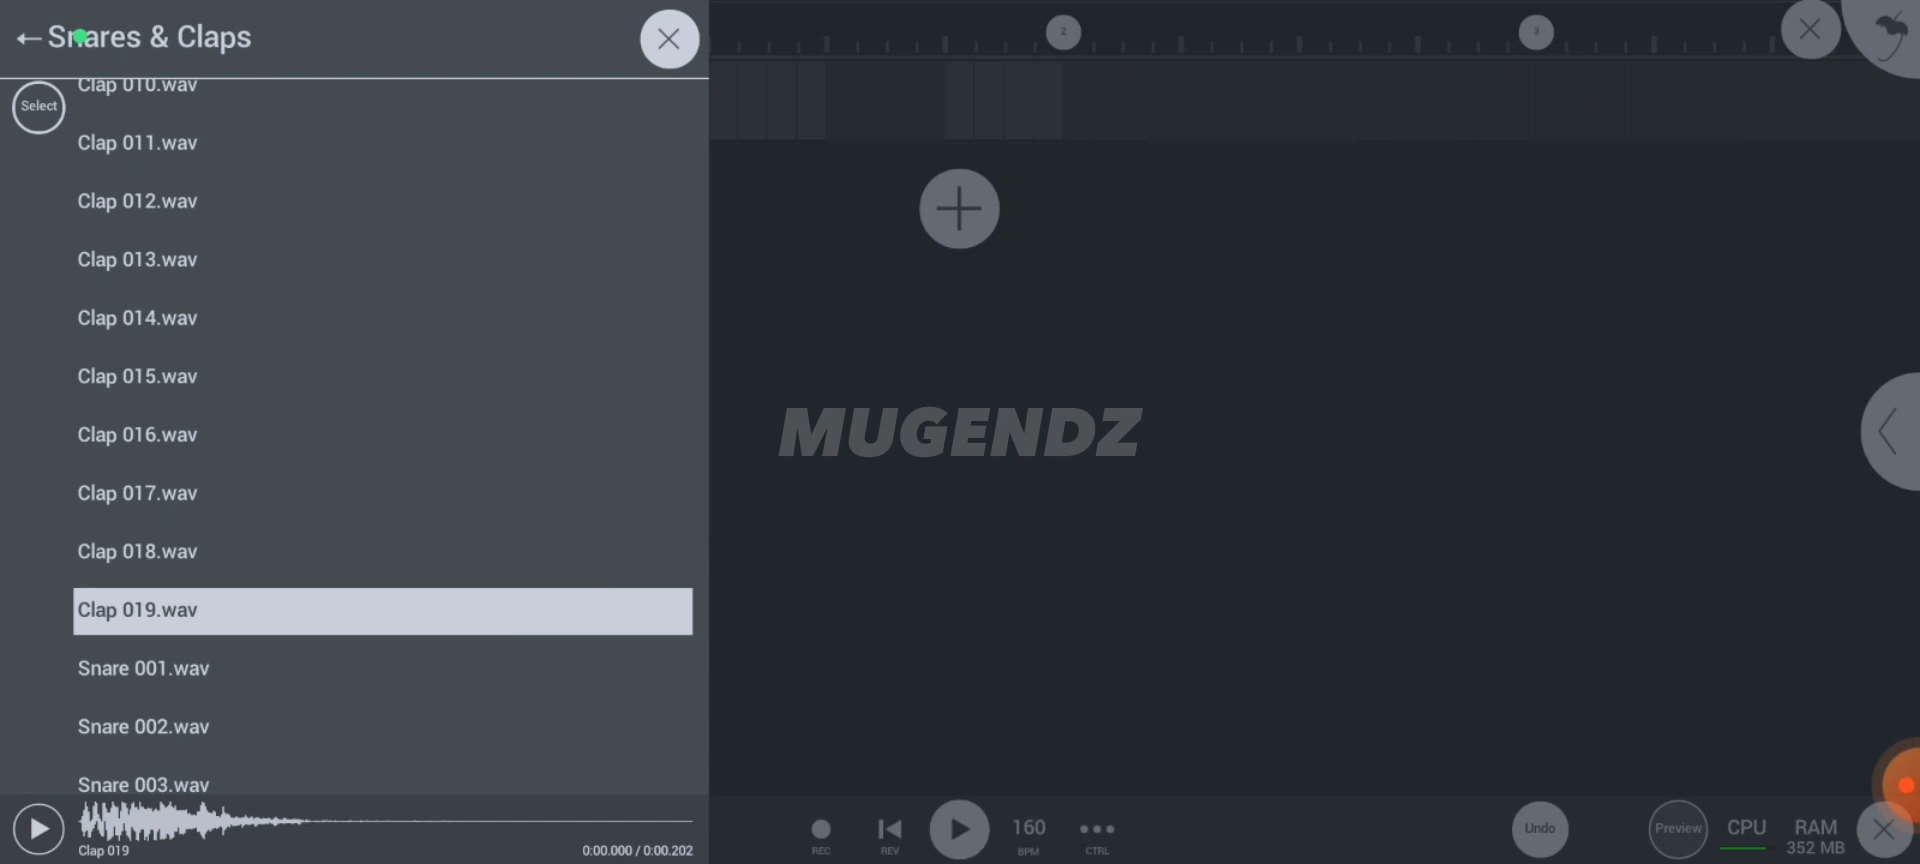 Snares & Claps
Select
Clap 010.wav
Clap 011.wav
Clap 012.wav
Clap 013.wav
Clap 014.wav
Clap 015.wav
Clap 016.wav
Clap 017.wav
Clap 018.wav
Clap 019.wav
Snare 001.wav
Snare 002.wav
Snare 003.wav
Clap 019
0:00.000 / 0:00.202
2
3
MUGENDZ
REC
REV
160
BPM
CTRL
Undo
Preview
CPU
RAM
352 MB